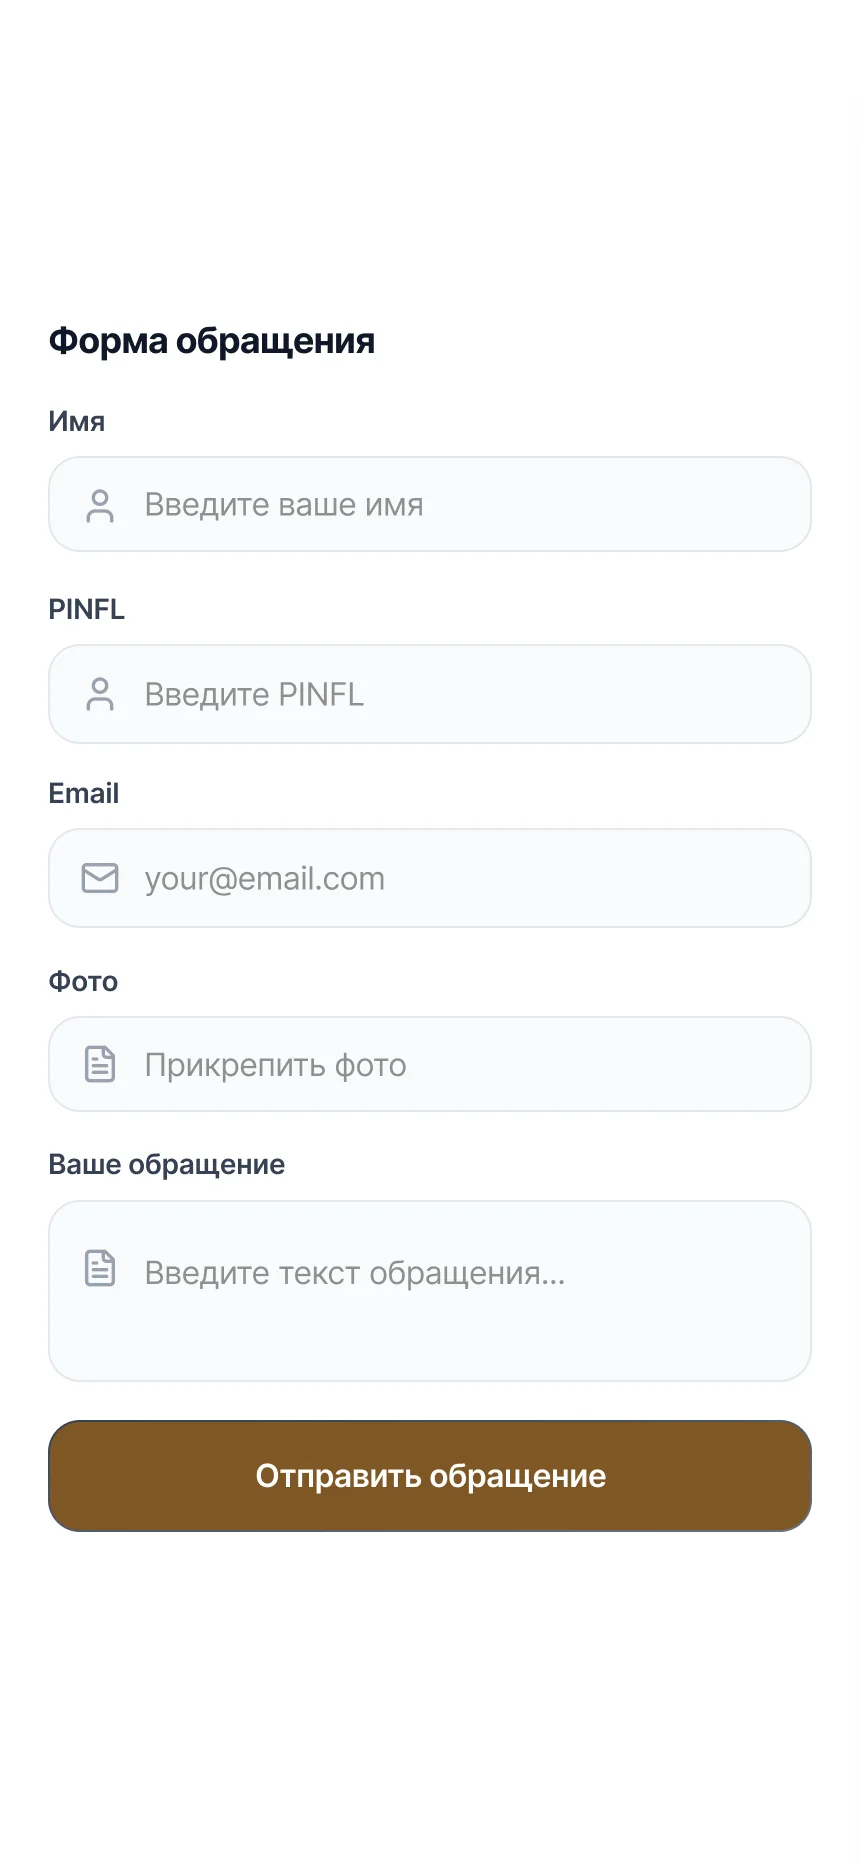 Форма обращения
Имя
Введите ваше имя
PINFL
Введите PINFL
Email
your@email.com
Фото
Прикрепить фото
Ваше обращение
Введите текст обращения...
Отправить обращение